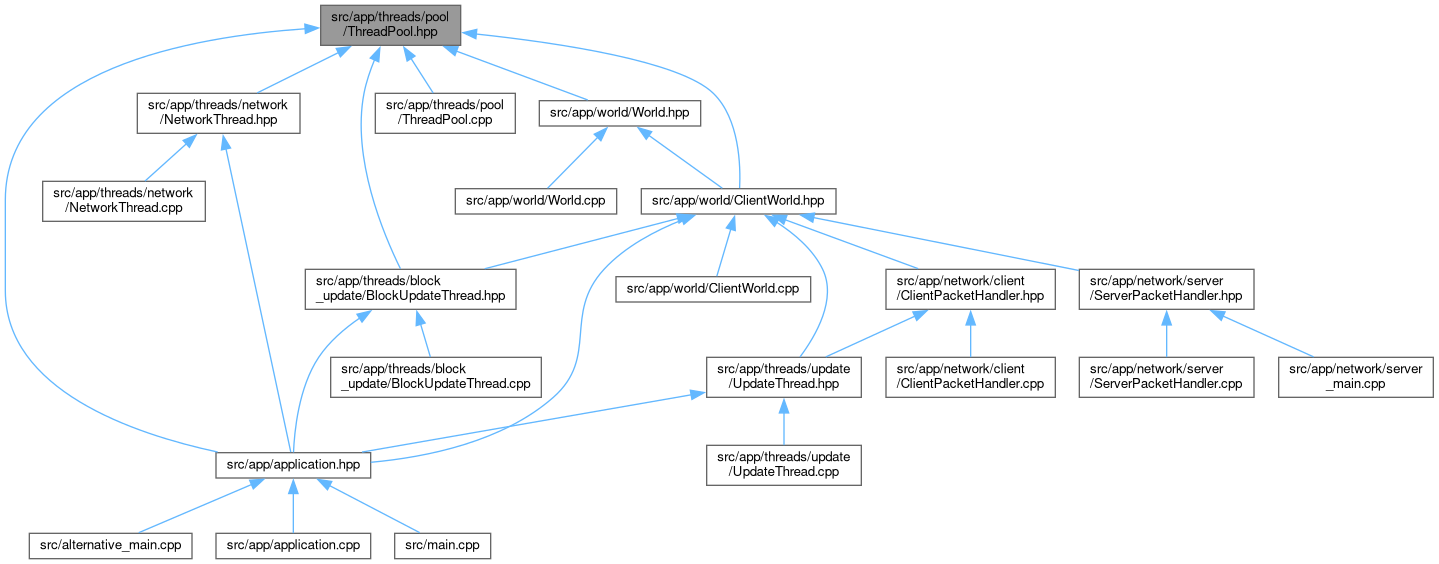 src/app/threads/pool
/ThreadPool.hpp
src/app/threads/network
/NetworkThread.hpp
src/app/threads/pool
/ThreadPool.cpp
src/app/world/World.hpp
src/app/threads/network
/NetworkThread.cpp
src/app/world/World.cpp
src/app/world/ClientWorld.hpp
src/app/threads/block
_update/BlockUpdateThread.hpp
src/app/world/ClientWorld.cpp
src/app/network/client
/ClientPacketHandler.hpp
src/app/network/server
/ServerPacketHandler.hpp
src/app/threads/block
_update/BlockUpdateThread.cpp
src/app/threads/update
/UpdateThread.hpp
src/app/network/client
/ClientPacketHandler.cpp
src/app/network/server
/ServerPacketHandler.cpp
src/app/network/server
_main.cpp
src/app/application.hpp
src/app/threads/update
/UpdateThread.cpp
src/alternative_main.cpp
src/app/application.cpp
src/main.cpp